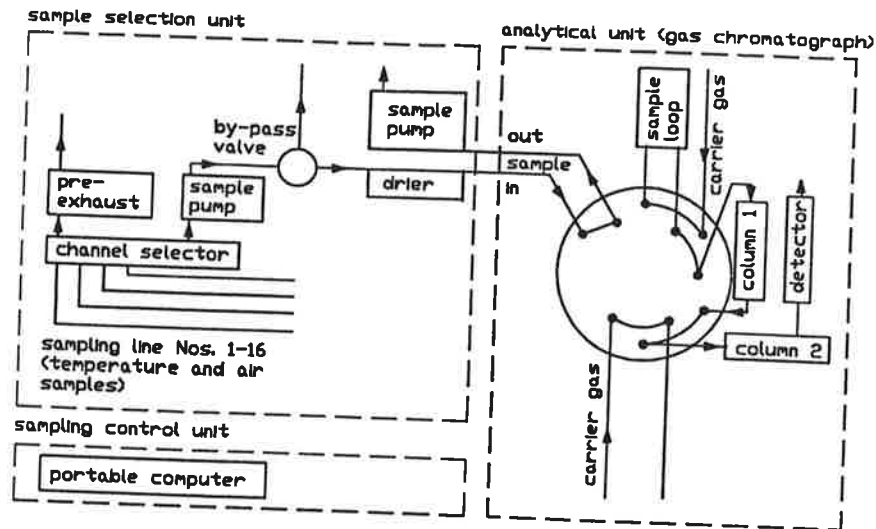 sample selection unit
analytical unit (gas chromatograph)
sample
pump
by-pass
valve
pre-
exhaust
sample
pump
drier
channel selector
sampling line Nos. 1-16
(temperature and air
samples)
out
sample
in
sample
loop
carrier gas
column 1
detector
column 2
carrier gas
sampling control unit
portable computer